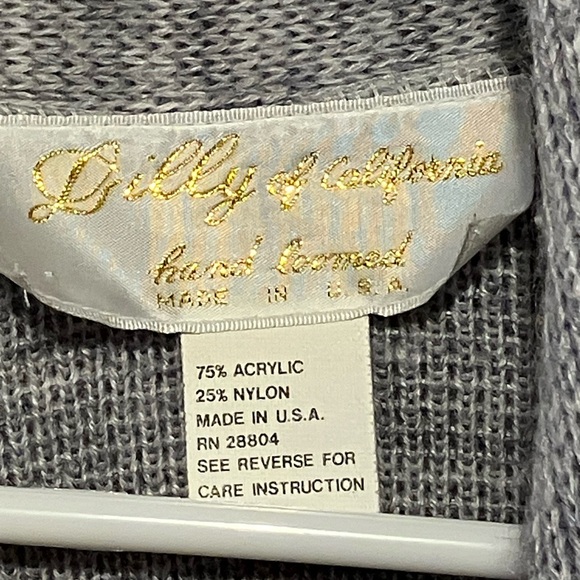 Dilly of California
hand loomed
MADE IN U.S.A.
75% ACRYLIC
25% NYLON
MADE IN U.S.A.
RN 28804
SEE REVERSE FOR
CARE INSTRUCTION